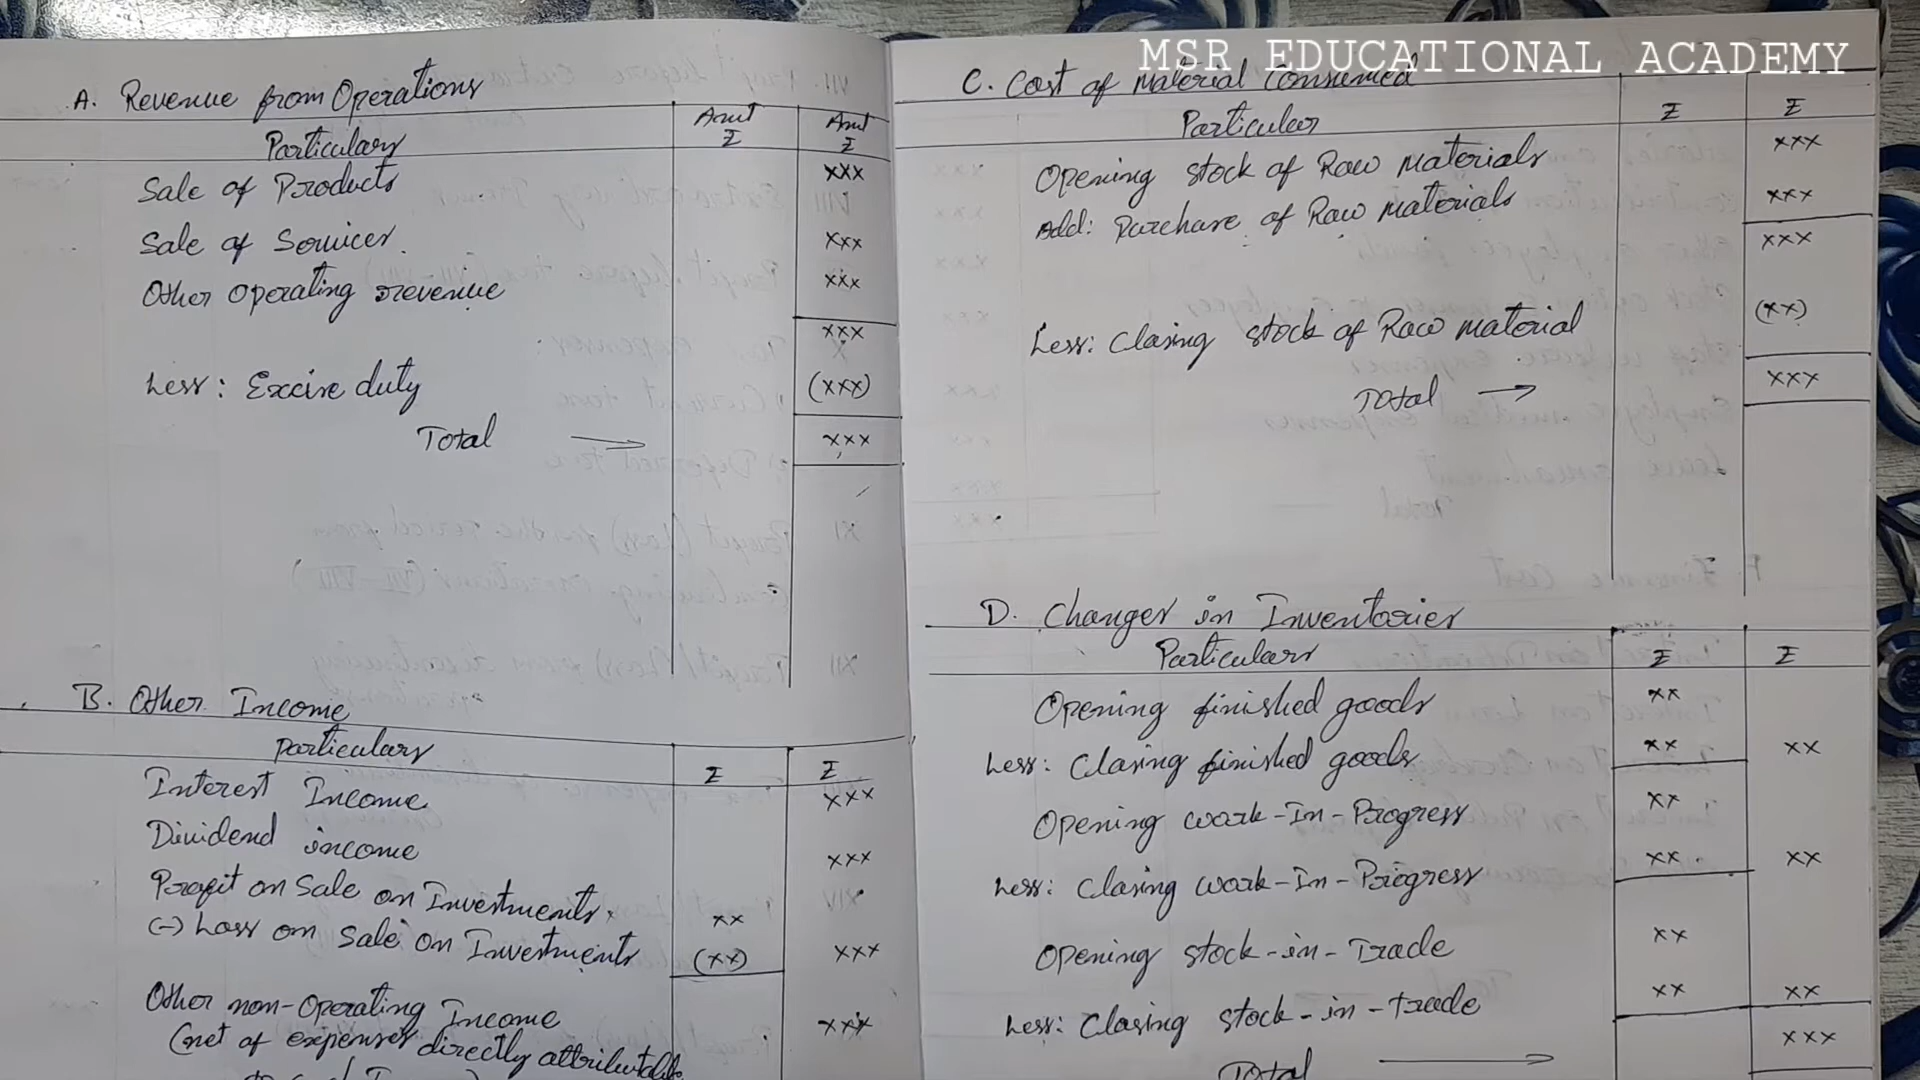 MSR EDUCATIONAL ACADEMY
A. Revenue from Operations
Particulars Amt ₹ Amt ₹
Sale of Products xxx
Sale of Services xxx
Other Operating revenue xxx
xxx
Less: Excise duty (xxx)
Total → xxx
B. Other Income
Particulars ₹ ₹
Interest Income xxx
Dividend income xxx
Profit on Sale on Investments xx
(-) Loss on Sale on Investments (xx) xxx
Other non-Operating Income xxx
(net of expenses directly attributable
C. Cost of Material Consumed
Particular ₹ ₹
Opening stock of Raw Materials xxx
Add: Purchase of Raw Materials xxx
xxx
Less: Closing stock of Raw material (xx)
Total → xxx
D. Changes in Inventories
Particulars ₹ ₹
Opening finished goods xx
Less: Closing finished goods xx xx
Opening work-In-Progress xx
Less: Closing work-In-Progress xx xx
Opening stock-in-Trade xx
Less: Closing stock-in-trade xx xx
Total → xxx